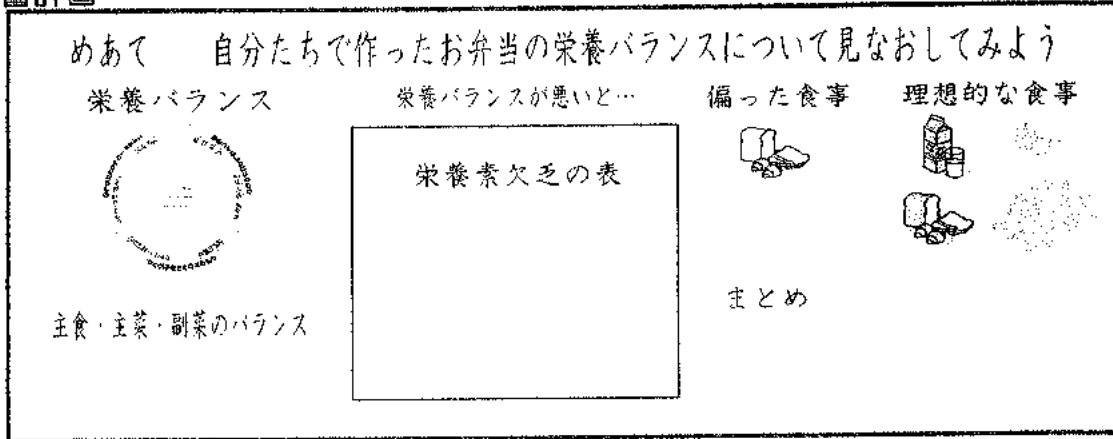 めあて 自分たちで作ったお弁当の栄養バランスについて見なおしてみよう
栄養バランス
主食・主菜・副菜のバランス
栄養バランスが悪いと…
栄養素欠乏の表
偏った食事
理想的な食事
まとめ